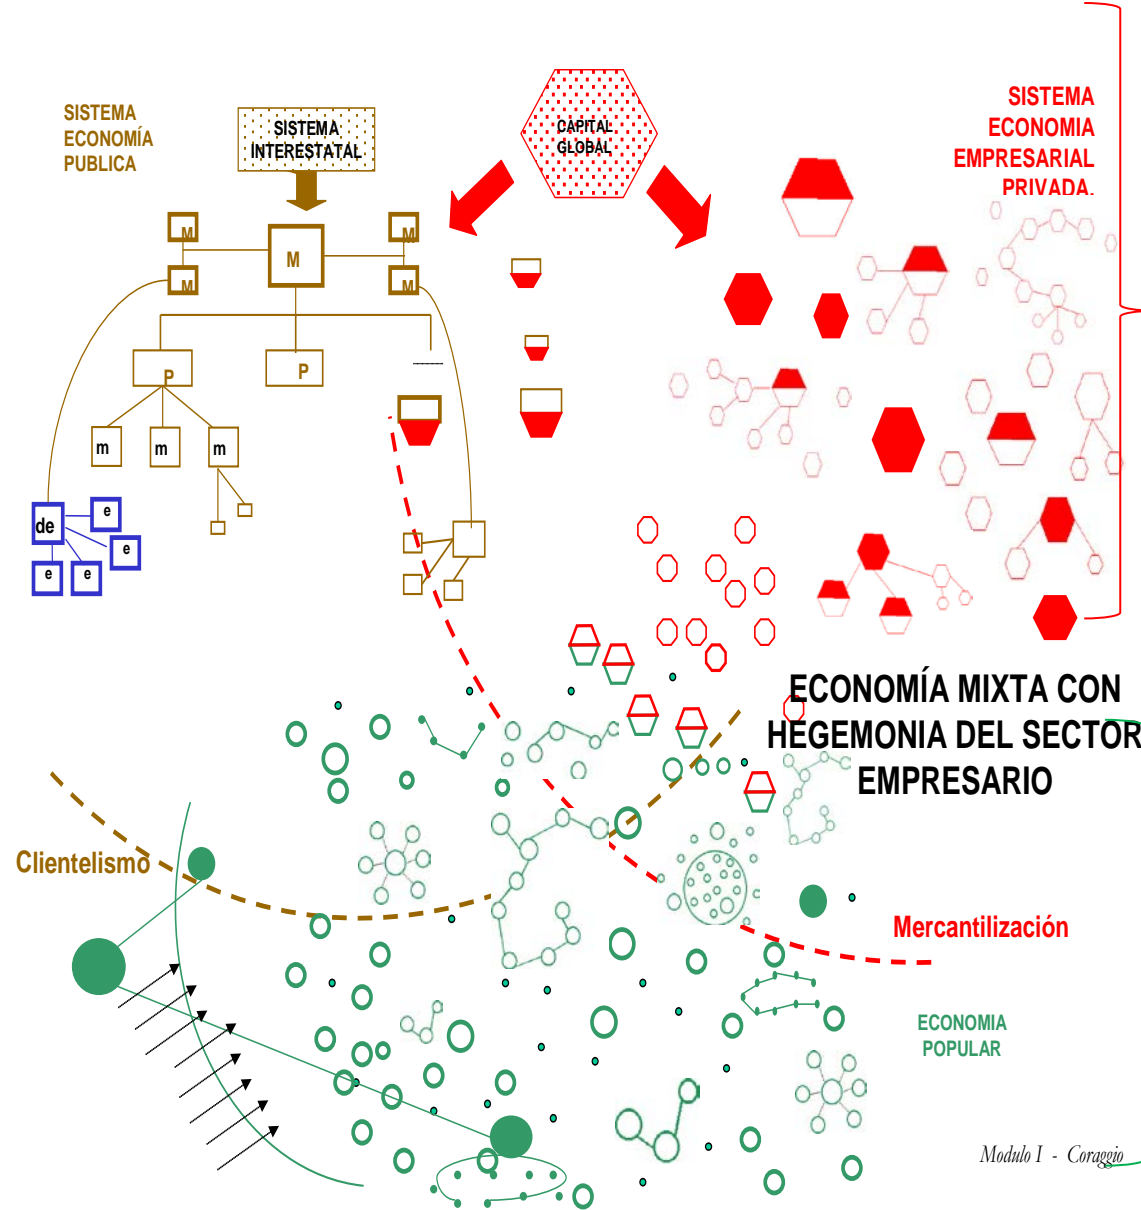 SISTEMA
ECONOMÍA
PUBLICA
SISTEMA
INTERESTATAL
CAPITAL
GLOBAL
SISTEMA
ECONOMIA
EMPRESARIAL
PRIVADA.
M
M
M
M
M
P
P
m
m
m
de
e
e
e
e
ECONOMÍA MIXTA CON
HEGEMONIA DEL SECTOR
EMPRESARIO
Clientelismo
Mercantilización
ECONOMIA
POPULAR
Modulo I - Coraggio